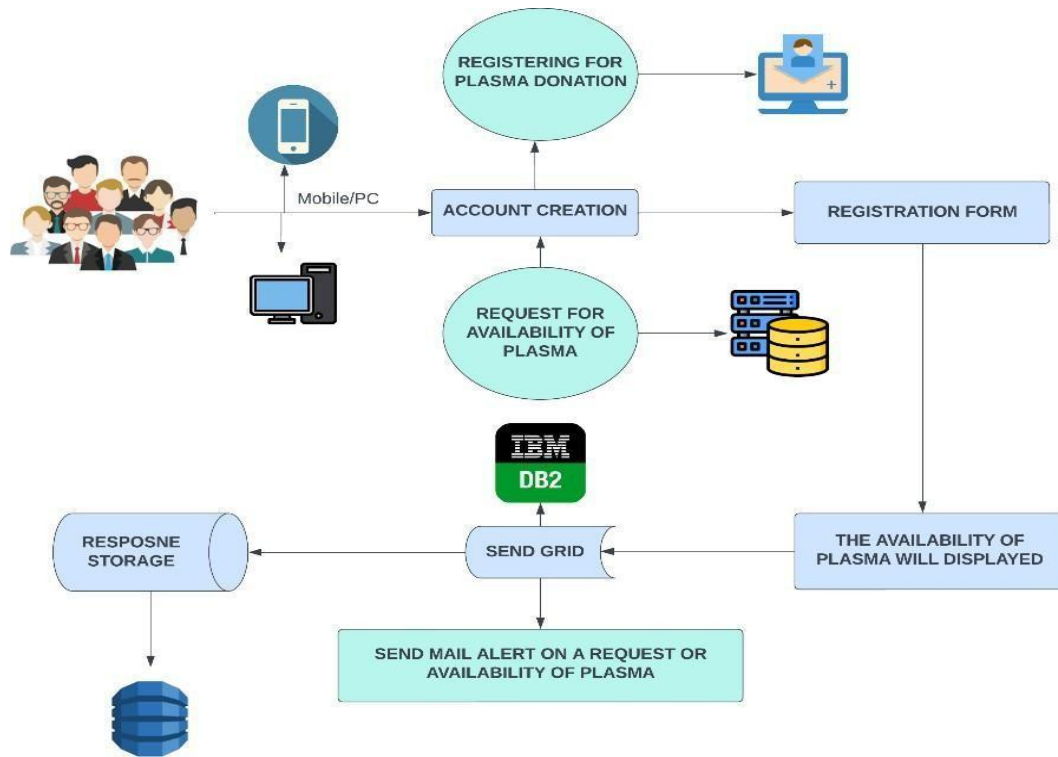 REGISTERING FOR
PLASMA DONATION
Mobile/PC
ACCOUNT CREATION
REGISTRATION FORM
REQUEST FOR
AVAILABILITY OF
PLASMA
IBM
DB2
RESPOSNE
STORAGE
SEND GRID
THE AVAILABILITY OF
PLASMA WILL DISPLAYED
SEND MAIL ALERT ON A REQUEST OR
AVAILABILITY OF PLASMA